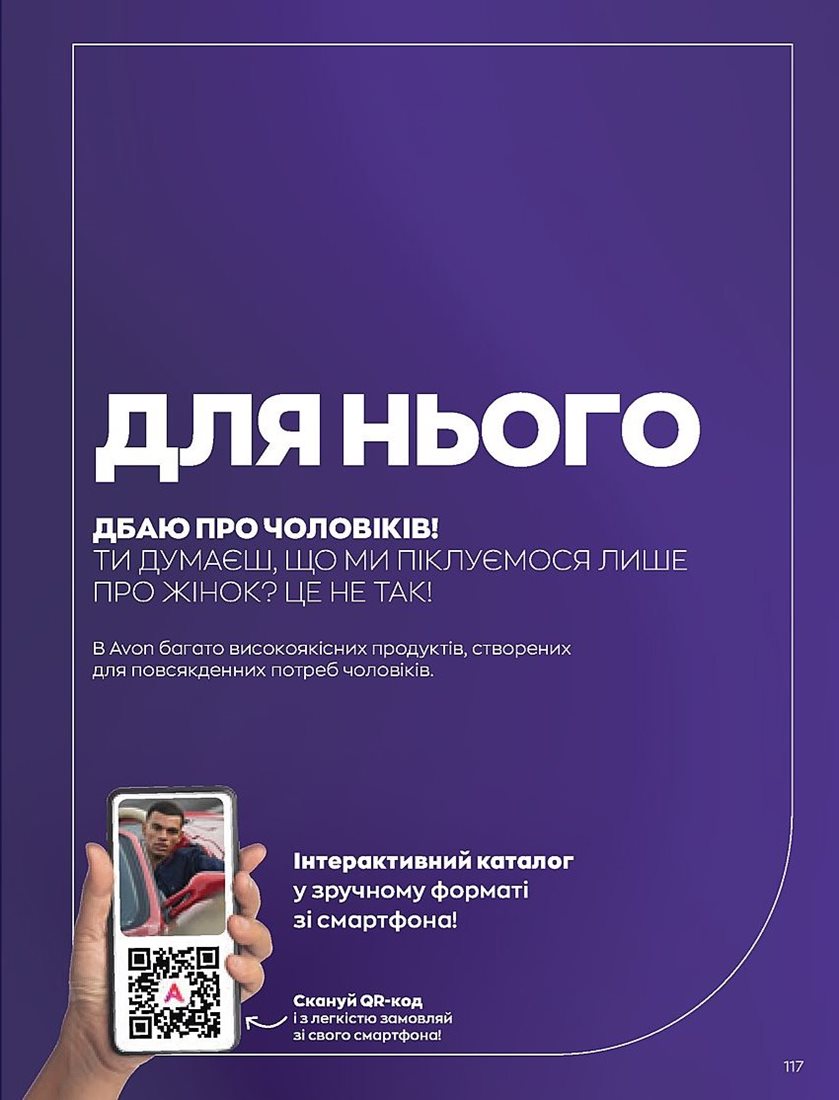 ДЛЯ НЬОГО
ДБАЮ ПРО ЧОЛОВІКІВ!
ТИ ДУМАЄШ, ЩО МИ ПІКЛУЄМОСЯ ЛИШЕ
ПРО ЖІНОК? ЦЕ НЕ ТАК!
В Avon багато високоякісних продуктів, створених
для повсякденних потреб чоловіків.
Інтерактивний каталог
у зручному форматі
зі смартфона!
Скануй QR-код
і з легкістю замовляй
зі свого смартфона!
117